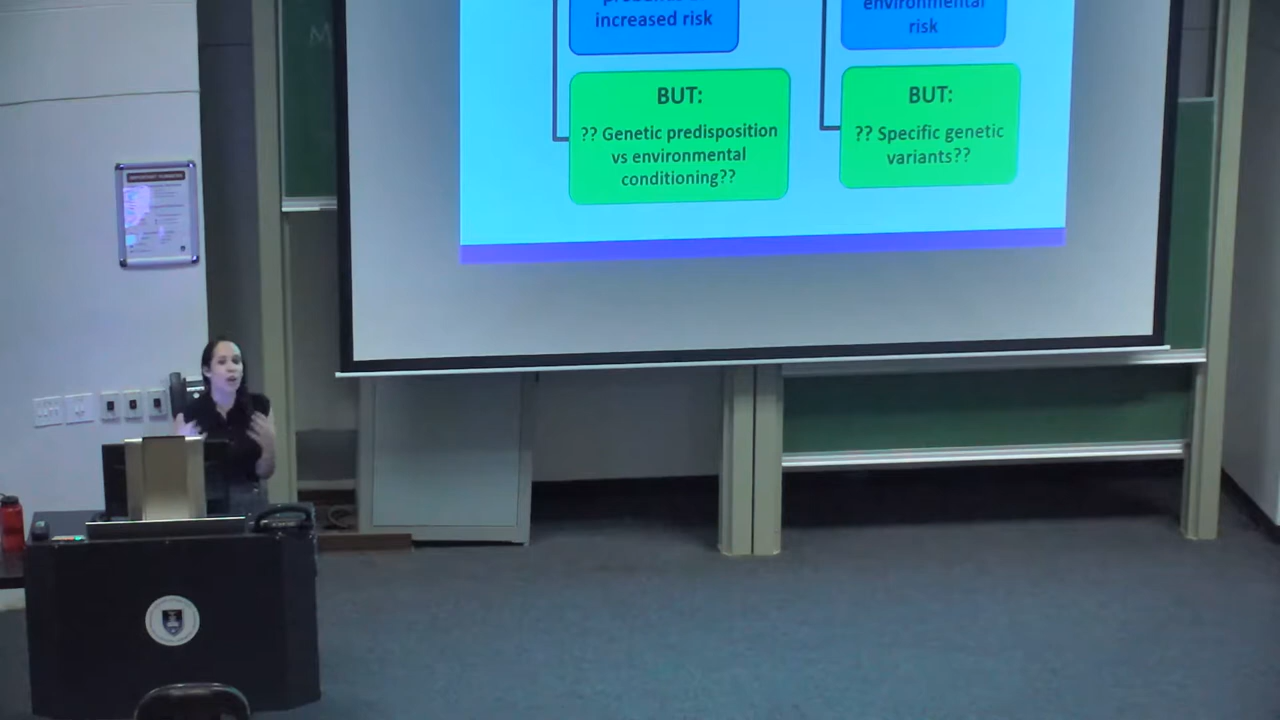 increased risk
BUT:
?? Genetic predisposition
vs environmental
conditioning??
environmental
risk
BUT:
?? Specific genetic
variants??